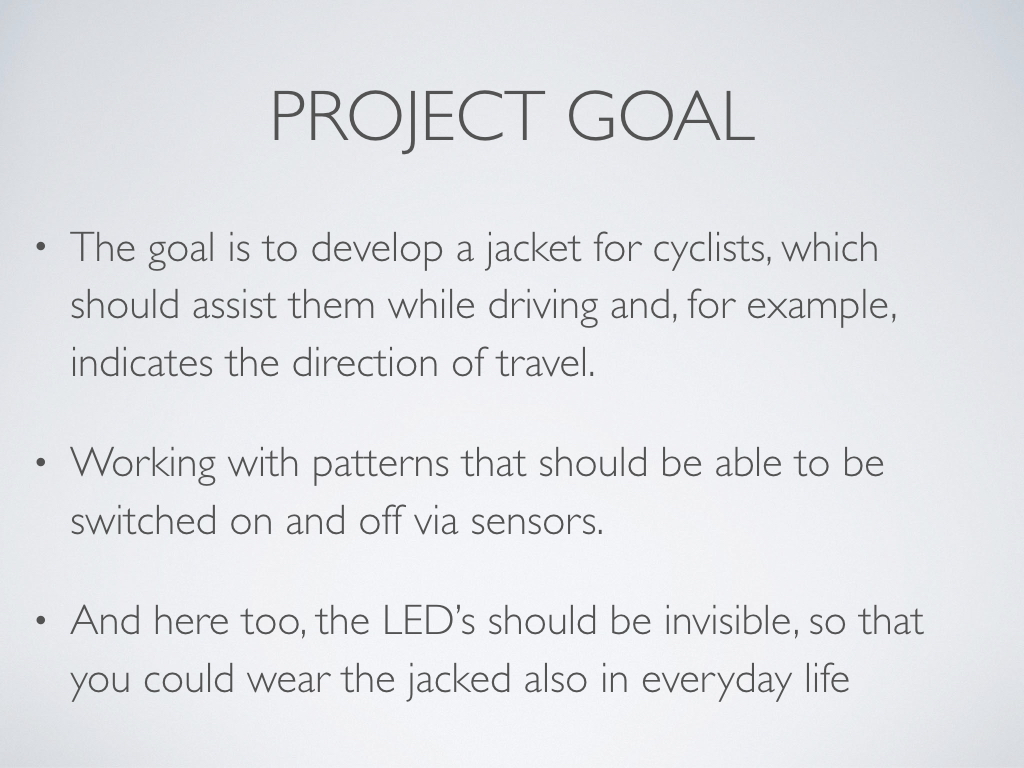 PROJECT GOAL
• The goal is to develop a jacket for cyclists, which
should assist them while driving and, for example,
indicates the direction of travel.
• Working with patterns that should be able to be
switched on and off via sensors.
• And here too, the LED’s should be invisible, so that
you could wear the jacked also in everyday life